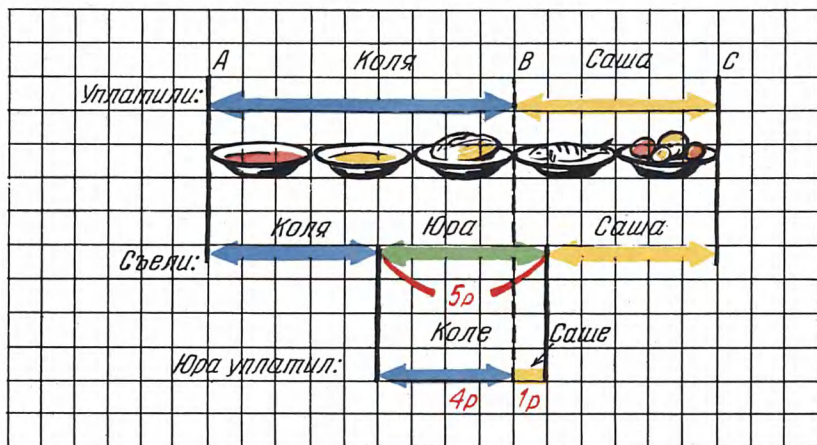 А Коля В Саша С
Уплатили:
Коля Юра Саша
Съели:
5р
Коле Саше
Юра уплатил:
4р 1р